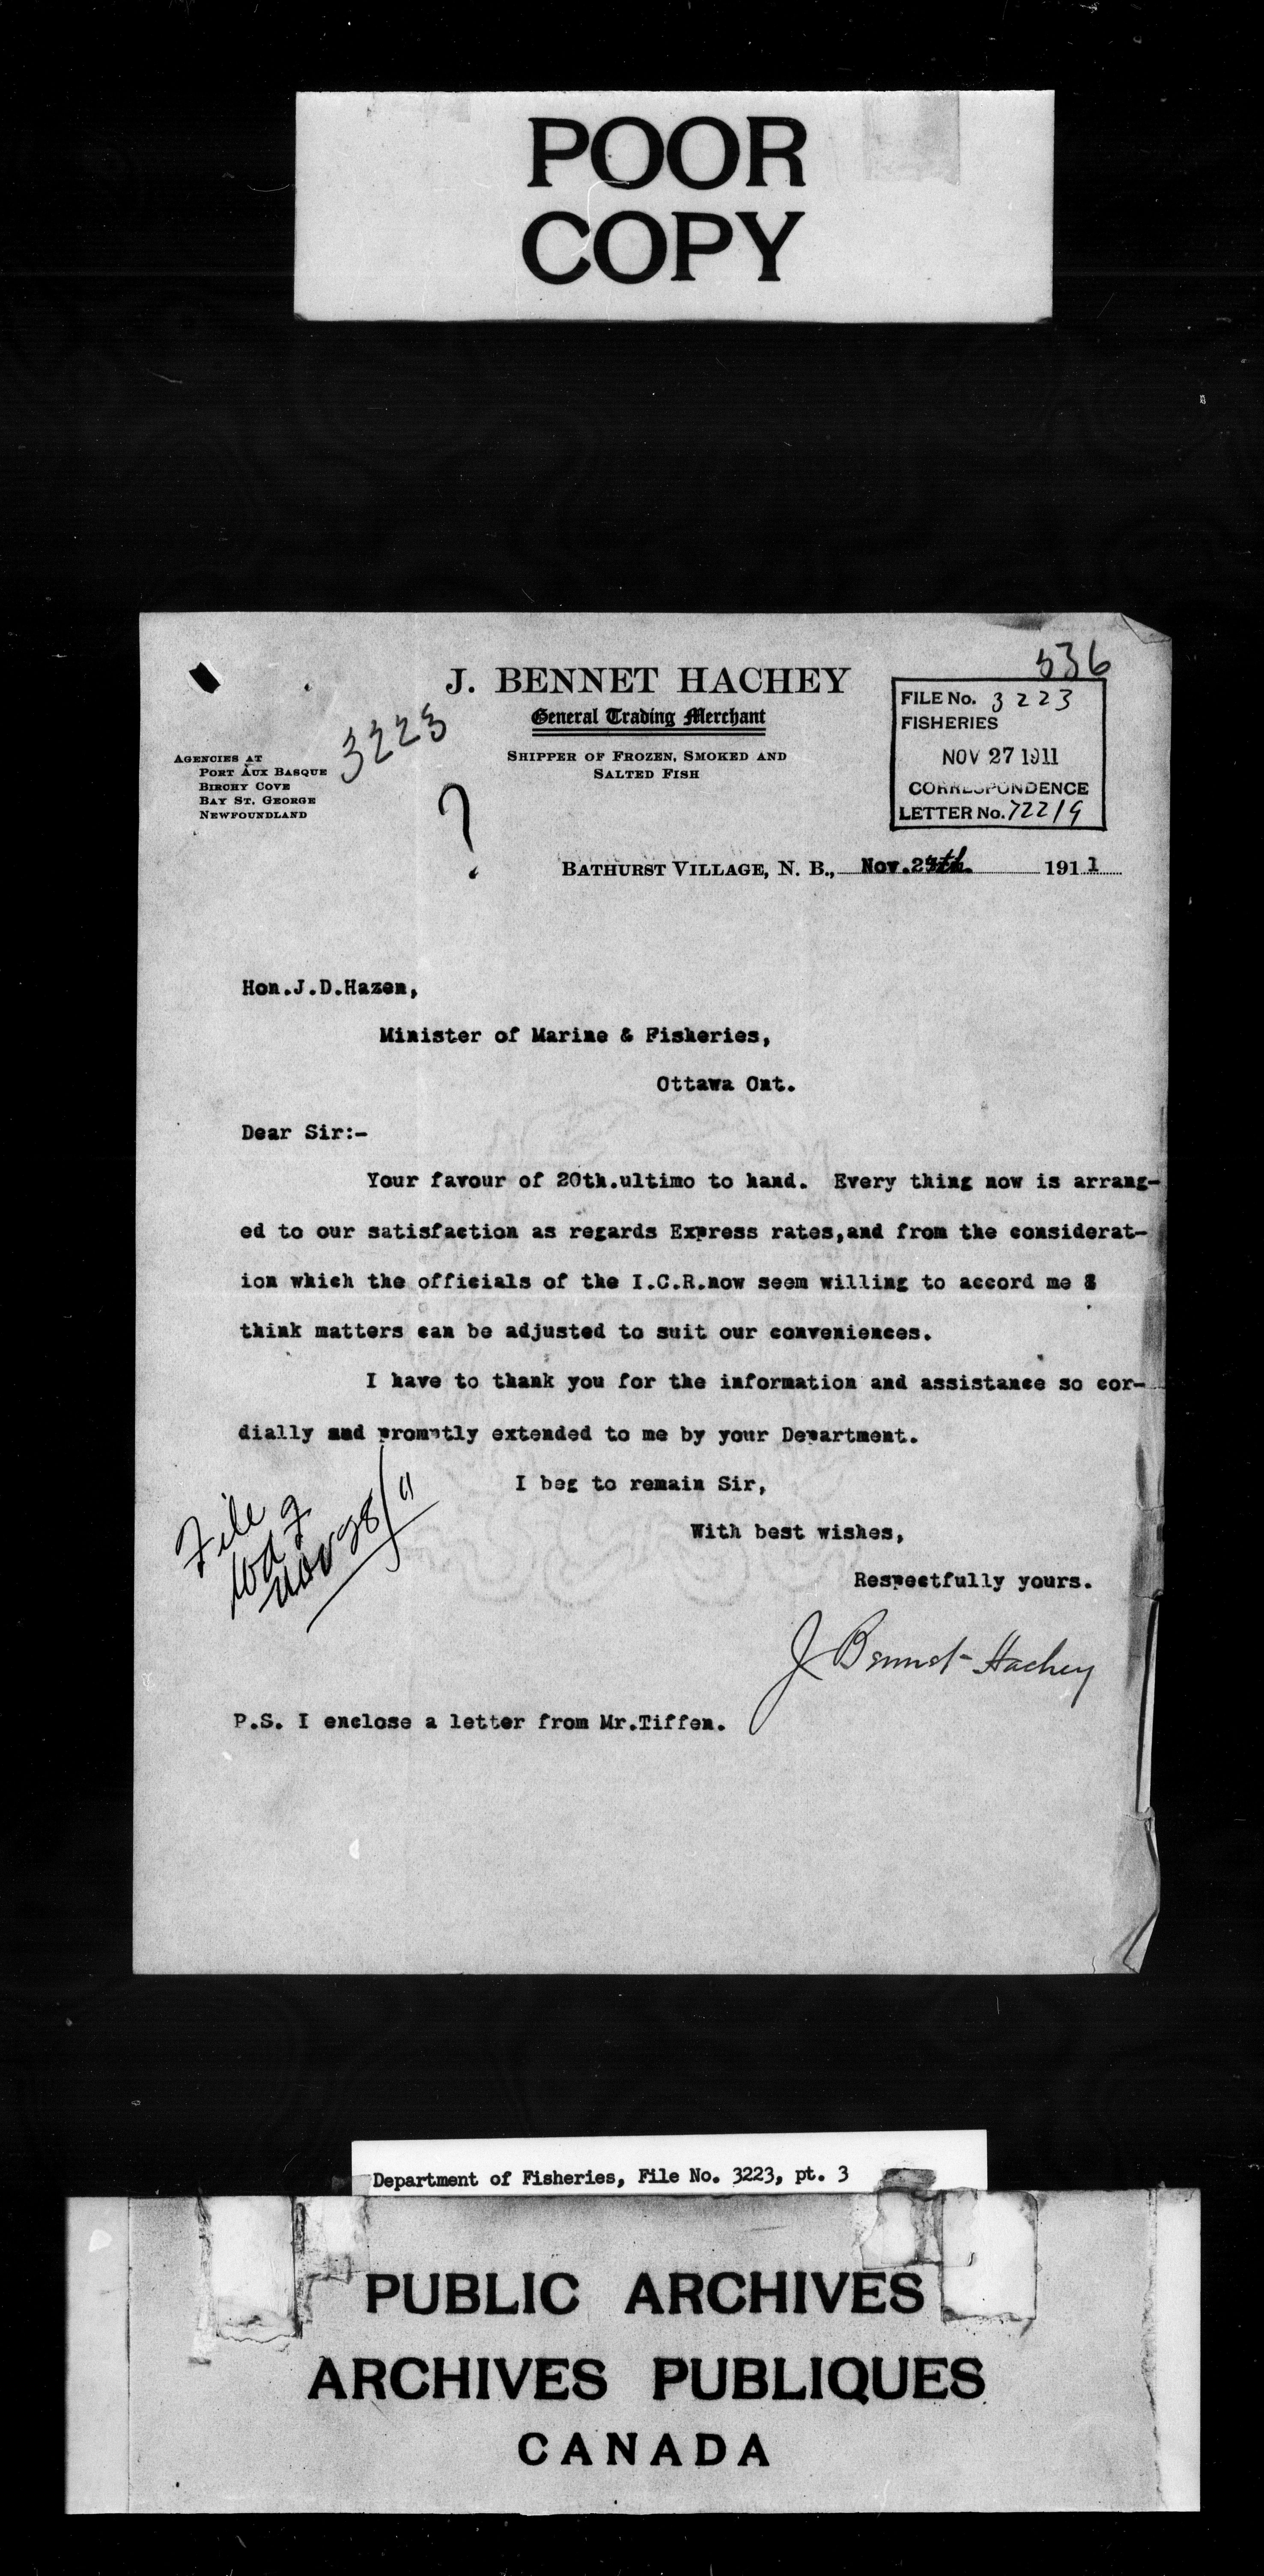 POOR
COPY
536
J. BENNET HACHEY
General Trading Merchant
SHIPPER OF FROZEN, SMOKED AND
SALTED FISH
3223
AGENCIES AT
PORT AUX BASQUE
BIRCHY COVE
BAY ST. GEORGE
NEWFOUNDLAND
?
FILE No. 3223
FISHERIES
NOV 27 1911
CORRESPONDENCE
LETTER No. 72219
BATHURST VILLAGE, N. B., Nov. 1911
Hon.J.D.Hazen,
Minister of Marine & Fisheries,
Ottawa Ont.
Dear Sir:-
Your favour of 20th.ultimo to hand. Every thing now is arrang-
ed to our satisfaction as regards Express rates,and from the considerat-
ion which the officials of the I.C.R.now seem willing to accord me I
think matters can be adjusted to suit our conveniences.
I have to thank you for the information and assistance so cor-
dially and promptly extended to me by your Department.
I beg to remain Sir,
With best wishes,
Respectfully yours.
J Bennet Hachey
File
Nov 28/11
P.S. I enclose a letter from Mr.Tiffen.
Department of Fisheries, File No. 3223, pt. 3
PUBLIC ARCHIVES
ARCHIVES PUBLIQUES
CANADA